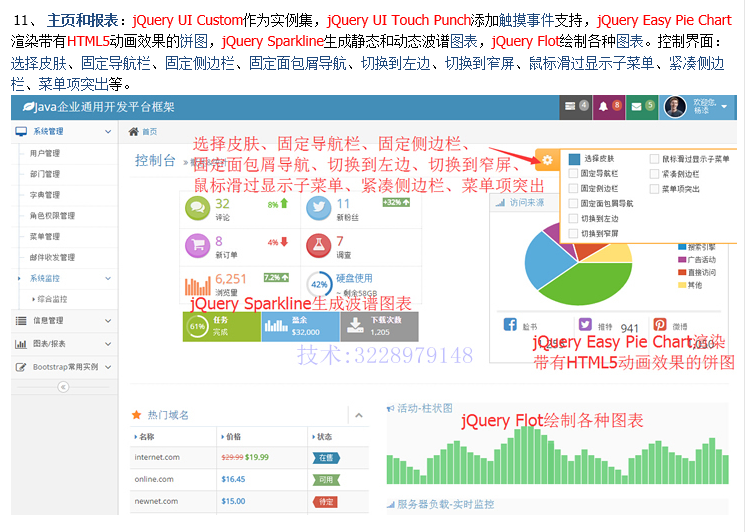 11、 主页和报表：jQuery UI Custom作为实例集，jQuery UI Touch Punch添加触摸事件支持，jQuery Easy Pie Chart
渲染带有HTML5动画效果的饼图，jQuery Sparkline生成静态和动态波谱图表，jQuery Flot绘制各种图表。控制界面：
选择皮肤、固定导航栏、固定侧边栏、固定面包屑导航、切换到左边、切换到窄屏、鼠标滑过显示子菜单、紧凑侧边
栏、菜单项突出等。
Java企业通用开发平台框架
4
8
5
欢迎您,
杨洁
系统管理
用户管理
部门管理
字典管理
角色权限管理
菜单管理
邮件收发管理
系统监控
综合监控
信息管理
图表/报表
Bootstrap常用实例
首页
控制台
选择皮肤、固定导航栏、固定侧边栏、
固定面包屑导航、切换到左边、切换到窄屏、
鼠标滑过显示子菜单、紧凑侧边栏、菜单项突出
选择皮肤
固定导航栏
固定侧边栏
固定面包屑导航
切换到左边
切换到窄屏
鼠标滑过显示子菜单
紧凑侧边栏
菜单项突出
32
评论
8%
11
新粉丝
+32%
8
新订单
4%
7
调查
6,251
浏览量
7.2%
42%
硬盘使用
~ 剩余58GB
jQuery Sparkline生成波谱图表
61%
任务
完成
盈余
$32,000
下载次数
1,205
访问来源
搜索引擎
广告活动
直接访问
其他
脸书
推特
941
微博
1,050
jQuery Easy Pie Chart渲染
带有HTML5动画效果的饼图
技术:3228979148
热门域名
名称
价格
状态
internet.com
$29.99
$19.99
在售
online.com
$16.45
可用
newnet.com
$15.00
待定
活动-柱状图
jQuery Flot绘制各种图表
服务器负载-实时监控